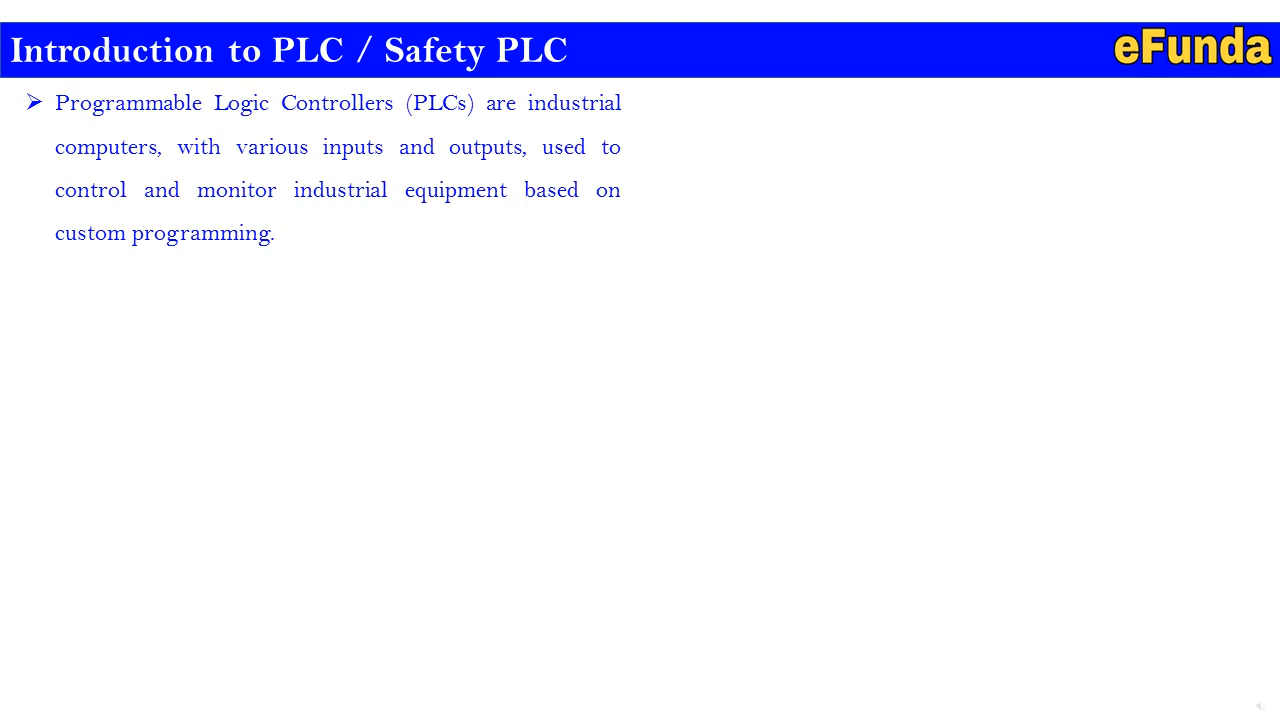 Introduction to PLC / Safety PLC
eFunda
Programmable Logic Controllers (PLCs) are industrial
computers, with various inputs and outputs, used to
control and monitor industrial equipment based on
custom programming.